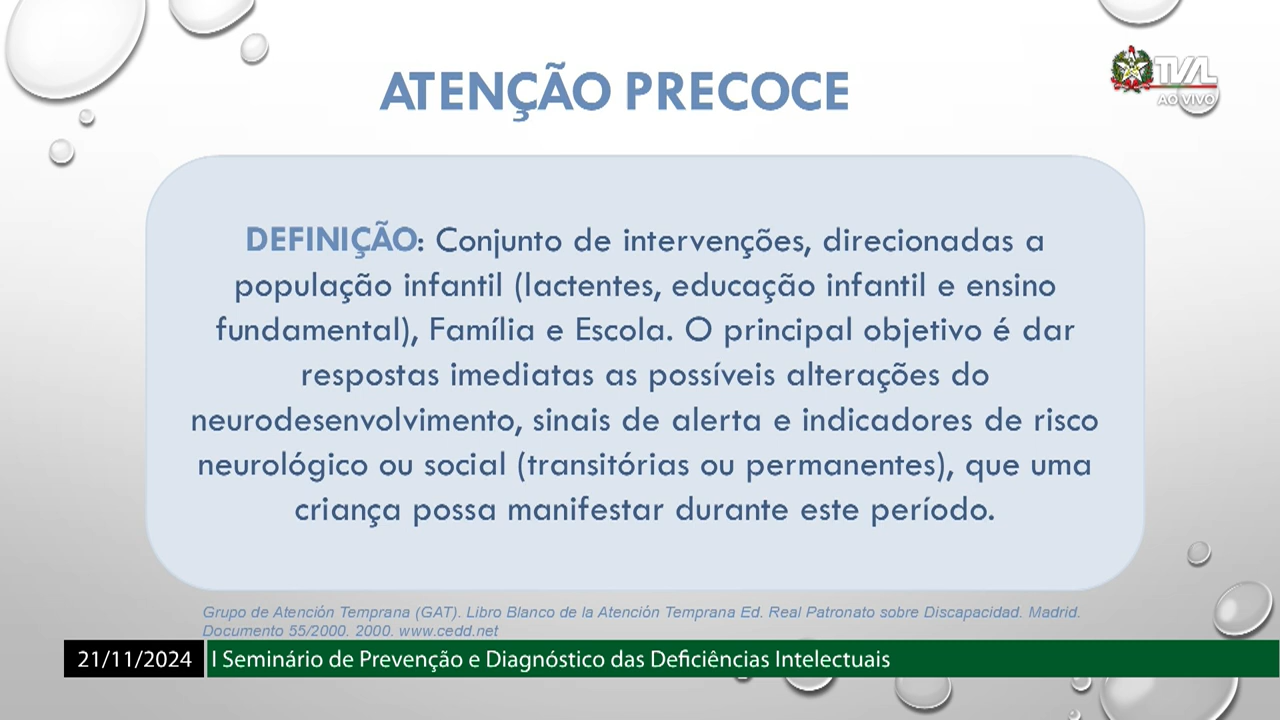 ATENÇÃO PRECOCE
TVAL
AO VIVO
DEFINIÇÃO: Conjunto de intervenções, direcionadas a
população infantil (lactentes, educação infantil e ensino
fundamental), Família e Escola. O principal objetivo é dar
respostas imediatas as possíveis alterações do
neurodesenvolvimento, sinais de alerta e indicadores de risco
neurológico ou social (transitórias ou permanentes), que uma
criança possa manifestar durante este período.
Grupo de Atención Temprana (GAT). Libro Blanco de la Atención Temprana Ed. Real Patronato sobre Discapacidad. Madrid.
Documento 55/2000. 2000. www.cedd.net
21/11/2024 I Seminário de Prevenção e Diagnóstico das Deficiências Intelectuais